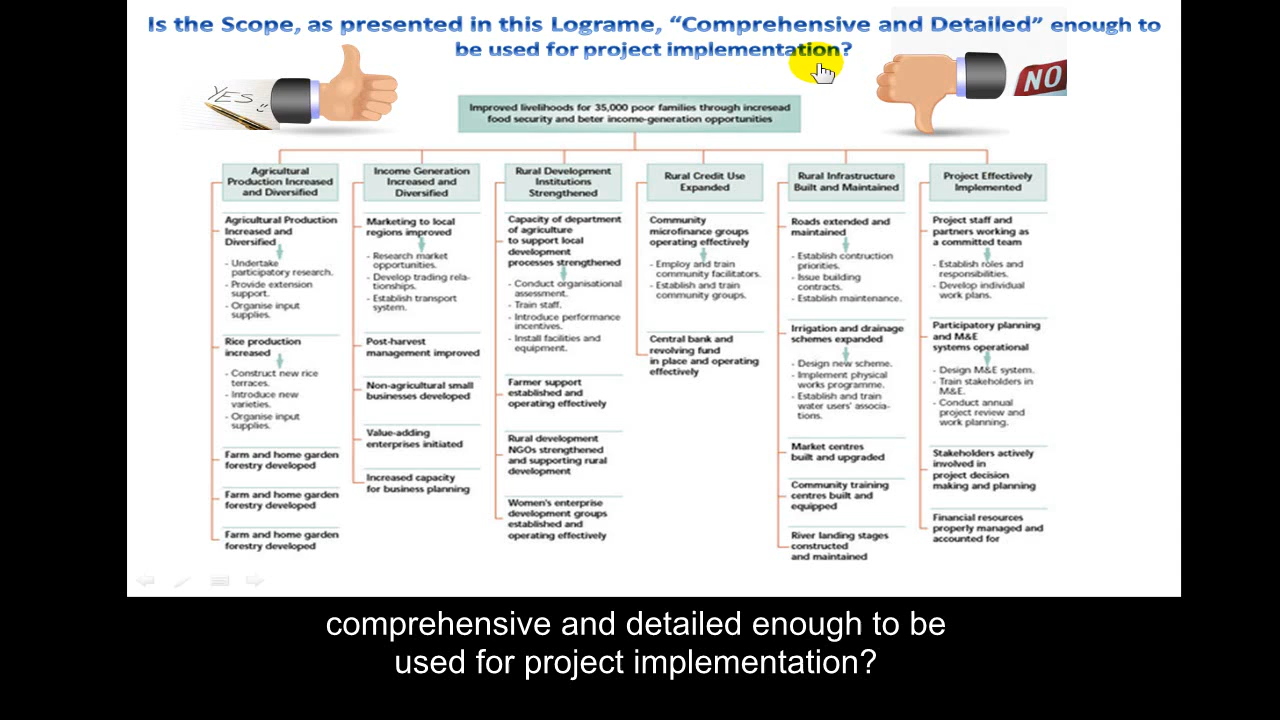 Is the Scope, as presented in this Lograme, “Comprehensive and Detailed” enough to
be used for project implementation?
YES
NO
Improved livelihoods for 35,000 poor families through incresead
food security and beter income-generation opportunities
Agricultural
Production Increased
and Diversified
Agricultural Production
Increased and
Diversified
- Undertake
participatory research.
- Provide extension
support.
- Organise input
supplies.
Rice production
increased
- Construct new rice
terraces.
- Introduce new
varieties.
- Organise input
supplies.
Farm and home garden
forestry developed
Farm and home garden
forestry developed
Farm and home garden
forestry developed
Income Generation
Increased and
Diversified
Marketing to local
regions improved
- Research market
opportunities.
- Develop trading rela-
tionships.
- Establish transport
system.
Post-harvest
management improved
Non-agricultural small
businesses developed
Value-adding
enterprises initiated
Increased capacity
for business planning
Rural Development
Institutions
Strengthened
Capacity of department
of agriculture
to support local
development
processes strengthened
- Conduct organisational
assessment.
- Train staff.
- Introduce performance
incentives.
- Install facilities and
equipment.
Farmer support
established and
operating effectively
Rural development
NGOs strengthened
and supporting rural
development
Women's enterprise
development groups
established and
operating effectively
Rural Credit Use
Expanded
Community
microfinance groups
operating effectively
- Employ and train
community facilitators.
- Establish and train
community groups.
Central bank and
revolving fund
in place and operating
effectively
Rural Infrastructure
Built and Maintained
Roads extended and
maintained
- Establish contruction
priorities.
- Issue building
contracts.
- Establish maintenance.
Irrigation and drainage
schemes expanded
- Design new scheme.
- Implement physical
works programme.
- Establish and train
water users' associa-
tions.
Market centres
built and upgraded
Community training
centres built and
equipped
River landing stages
constructed
and maintained
Project Effectively
Implemented
Project staff and
partners working as
a committed team
- Establish roles and
responsibilities.
- Develop individual
work plans.
Participatory planning
and M&E
systems operational
- Design M&E system.
- Train stakeholders in
M&E.
- Conduct annual
project review and
work planning.
Stakeholders actively
involved in
project decision
making and planning
Financial resources
properly managed and
accounted for
comprehensive and detailed enough to be
used for project implementation?